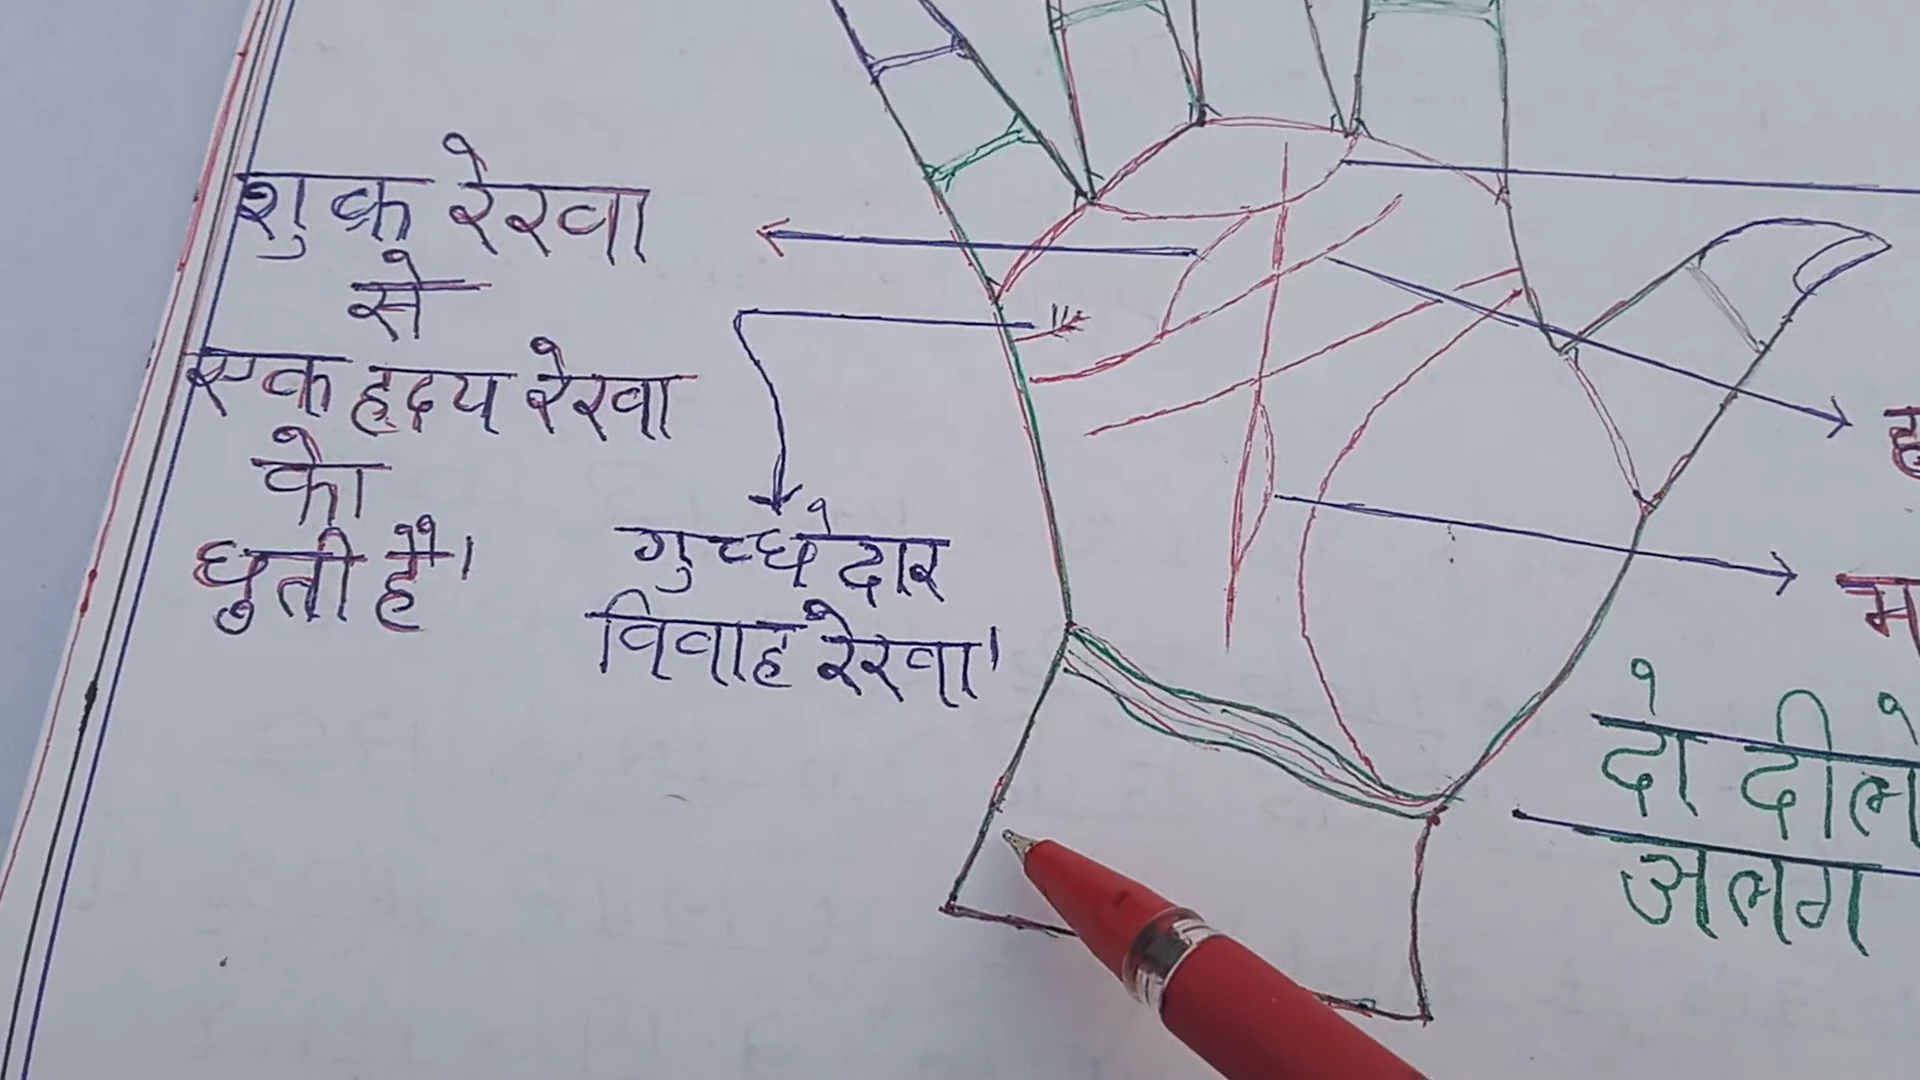 शुक्र रेखा
से
एक हृदय रेखा
को
धुती है।
गुच्छेदार
विवाह रेखा।
दो दील
अलग